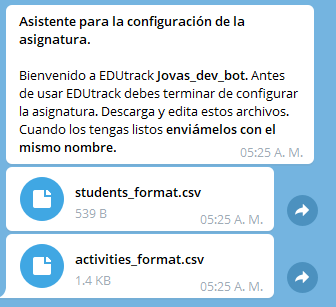 Asistente para la configuración de la
asignatura.
Bienvenido a EDUtrack Jovas_dev_bot. Antes
de usar EDUtrack debes terminar de configurar
la asignatura. Descarga y edita estos archivos.
Cuando los tengas listos enviámelos con el
mismo nombre.
05:25 A. M.
students_format.csv
539 B
05:25 A. M.
activities_format.csv
1.4 KB
05:25 A. M.